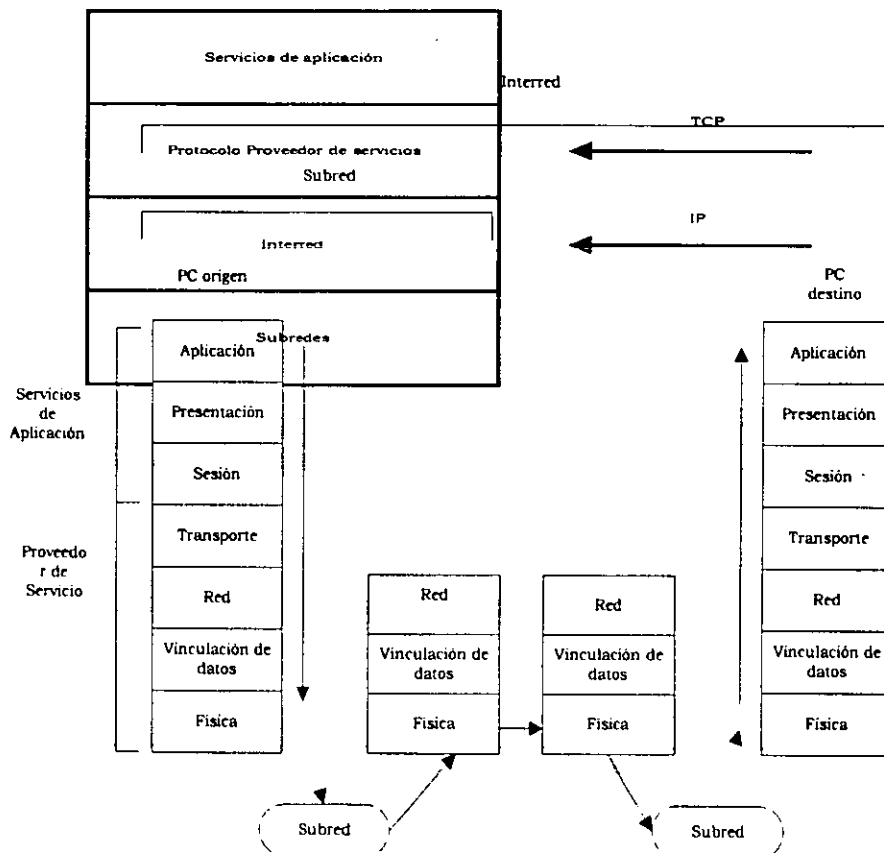 Servicios de aplicación
Interred
TCP
Protocolo Proveedor de servicios
Subred
IP
Interred
PC origen
PC
destino
Subredes
Servicios
de
Aplicación
Proveedo
r de
Servicio
Aplicación
Presentación
Sesión
Transporte
Red
Vinculación de
datos
Física
Red
Vinculación de
datos
Física
Red
Vinculación de
datos
Física
Aplicación
Presentación
Sesión
Transporte
Red
Vinculación de
datos
Física
Subred
Subred